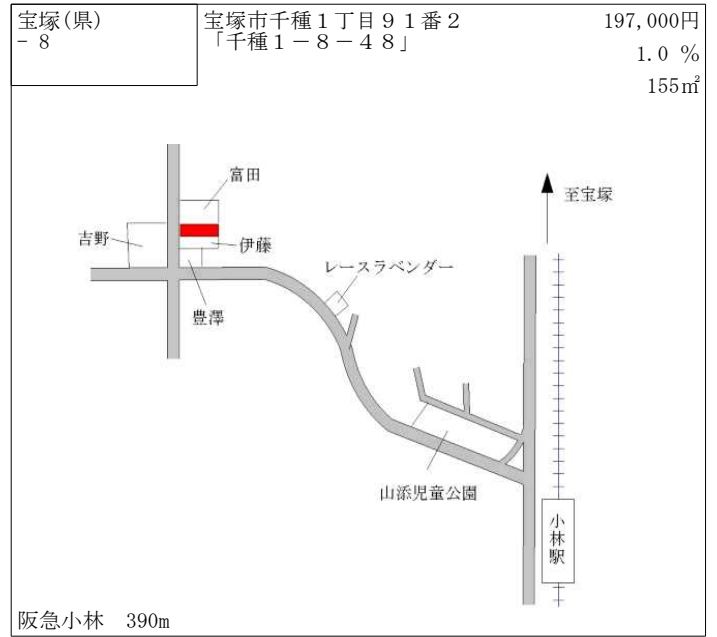 宝塚(県)
- 8
宝塚市千種１丁目９１番２
「千種１－８－４８」
197,000円
1.0 %
155㎡
富田
至宝塚
吉野
伊藤
レースラベンダー
豊澤
山添児童公園
小林駅
阪急小林 390m